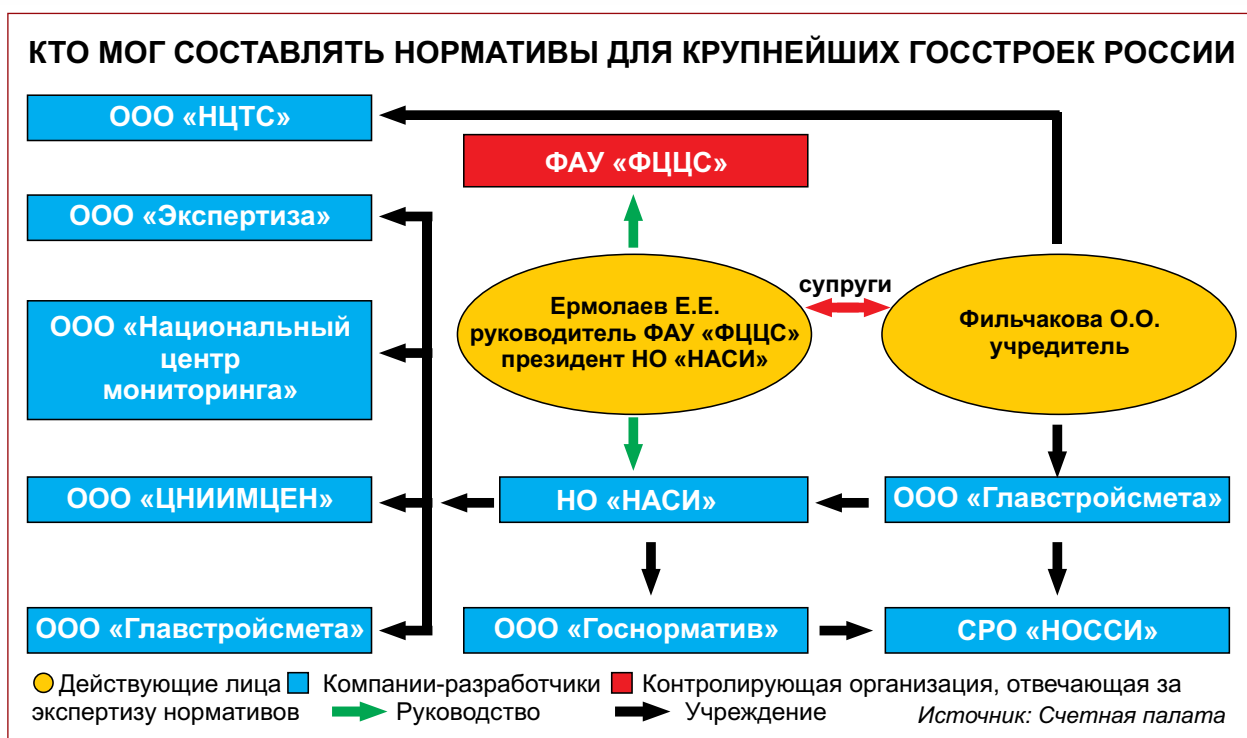 КТО МОГ СОСТАВЛЯТЬ НОРМАТИВЫ ДЛЯ КРУПНЕЙШИХ ГОССТРОЕК РОССИИ
ООО «НЦТС»
ФАУ «ФЦЦС»
ООО «Экспертиза»
супруги
Ермолаев Е.Е.
руководитель ФАУ «ФЦЦС»
президент НО «НАСИ»
Фильчакова О.О.
учредитель
ООО «Национальный
центр
мониторинга»
ООО «ЦНИИМЦЕН»
НО «НАСИ»
ООО «Главстройсмета»
ООО «Главстройсмета»
ООО «Госнорматив»
СРО «НОССИ»
Действующие лица Компании-разработчики Контролирующая организация, отвечающая за
экспертизу нормативов Руководство Учреждение Источник: Счетная палата